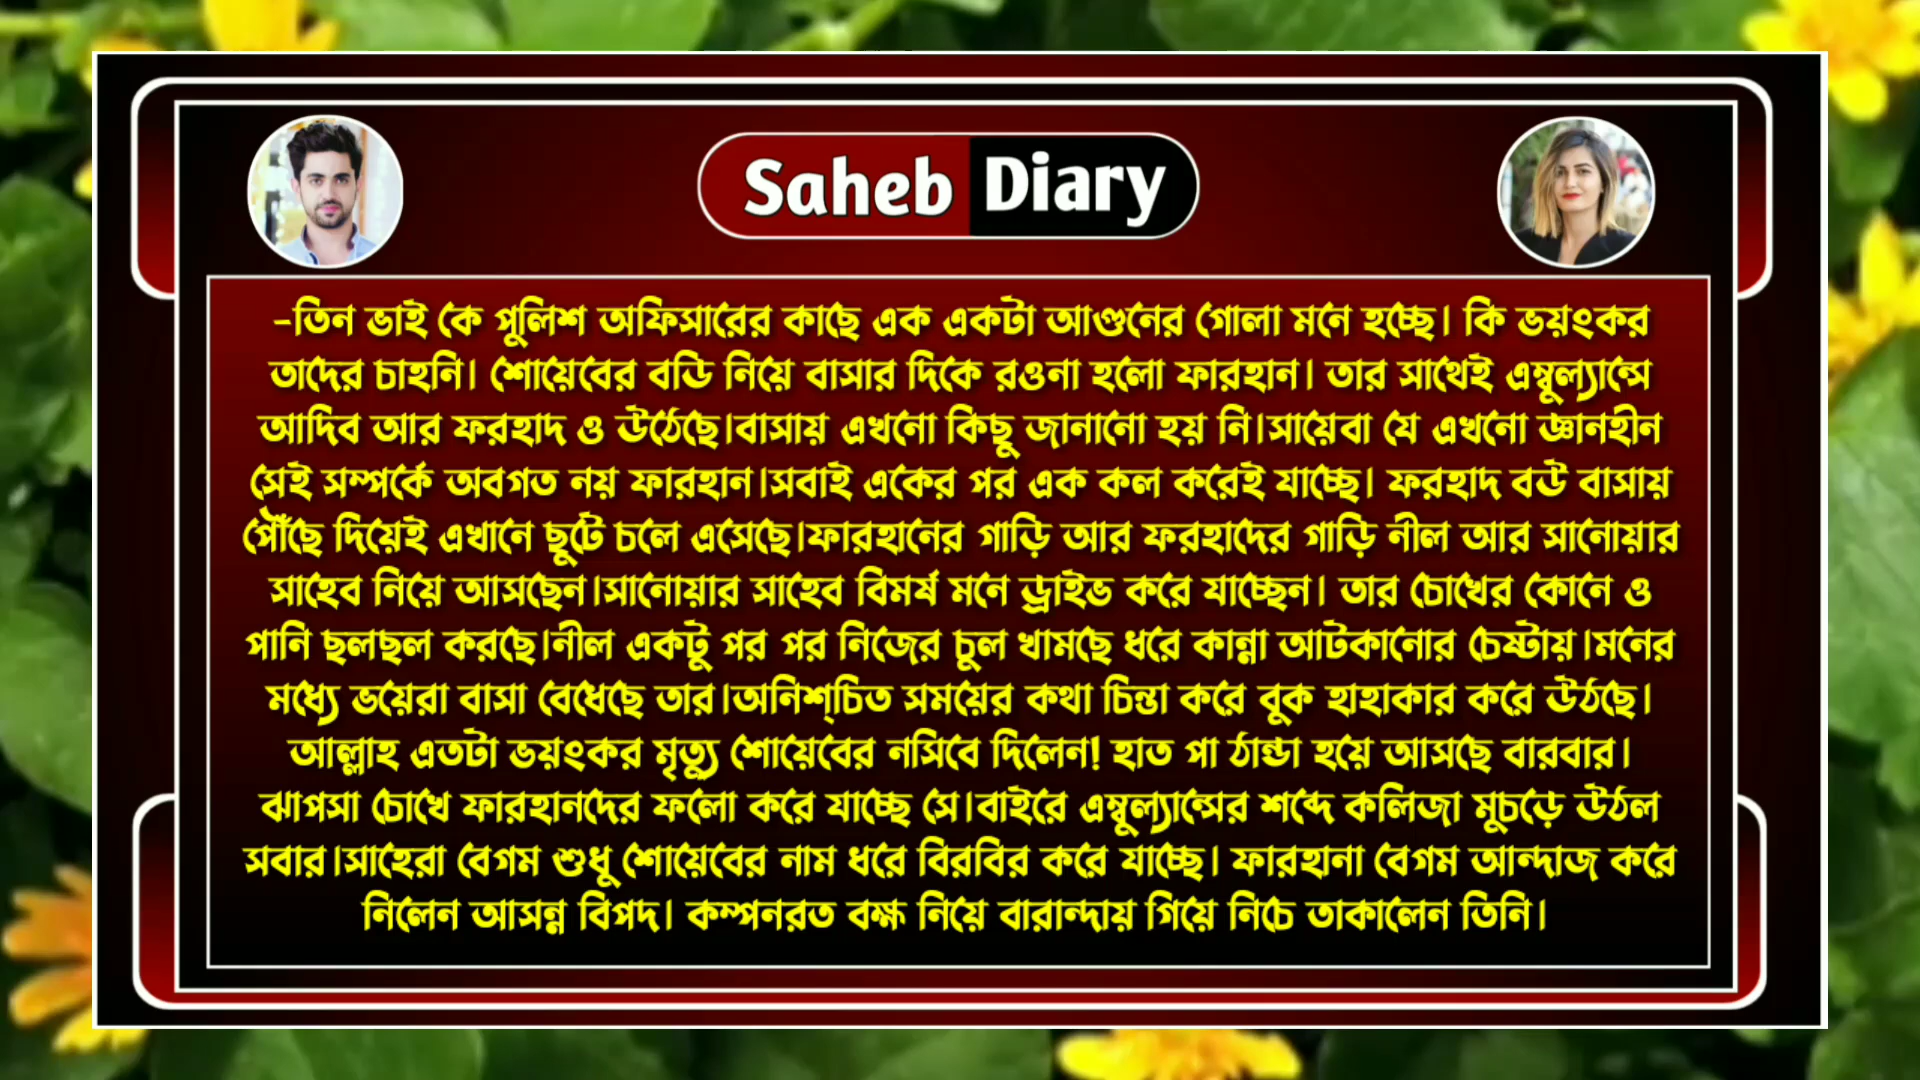 Saheb Diary
-তিন ভাই কে পুলিশ অফিসারের কাছে এক একটা আগুনের গোলা মনে হচ্ছে। কি ভয়ংকর
তাদের চাহনি। শোয়েবের বডি নিয়ে বাসার দিকে রওনা হলো ফারহান। তার সাথেই এম্বুল্যান্সে
আদিব আর ফরহাদ ও উঠেছে।বাসায় এখনো কিছু জানানো হয় নি।সায়েবা যে এখনো জ্ঞানহীন
সেই সম্পর্কে অবগত নয় ফারহান।সবাই একের পর এক কল করেই যাচ্ছে। ফরহাদ বউ বাসায়
পৌঁছে দিয়েই এখানে ছুটে চলে এসেছে।ফারহানের গাড়ি আর ফরহাদের গাড়ি নীল আর সানোয়ার
সাহেব নিয়ে আসছেন।সানোয়ার সাহেব বিমর্ষ মনে ড্রাইভ করে যাচ্ছেন। তার চোখের কোনে ও
পানি ছলছল করছে।নীল একটু পর পর নিজের চুল খামছে ধরে কান্না আটকানোর চেষ্টায়।মনের
মধ্যে ভয়েরা বাসা বেধেছে তার।অনিশ্চিত সময়ের কথা চিন্তা করে বুক হাহাকার করে উঠছে।
আল্লাহ এতটা ভয়ংকর মৃত্যু শোয়েবের নসিবে দিলেন! হাত পা ঠান্ডা হয়ে আসছে বারবার।
ঝাপসা চোখে ফারহানদের ফলো করে যাচ্ছে সে।বাইরে এম্বুল্যান্সের শব্দে কলিজা মুচড়ে উঠল
সবার।সাহেরা বেগম শুধু শোয়েবের নাম ধরে বিরবির করে যাচ্ছে। ফারহানা বেগম আন্দাজ করে
নিলেন আসন্ন বিপদ। কম্পনরত বক্ষ নিয়ে বারান্দায় গিয়ে নিচে তাকালেন তিনি।